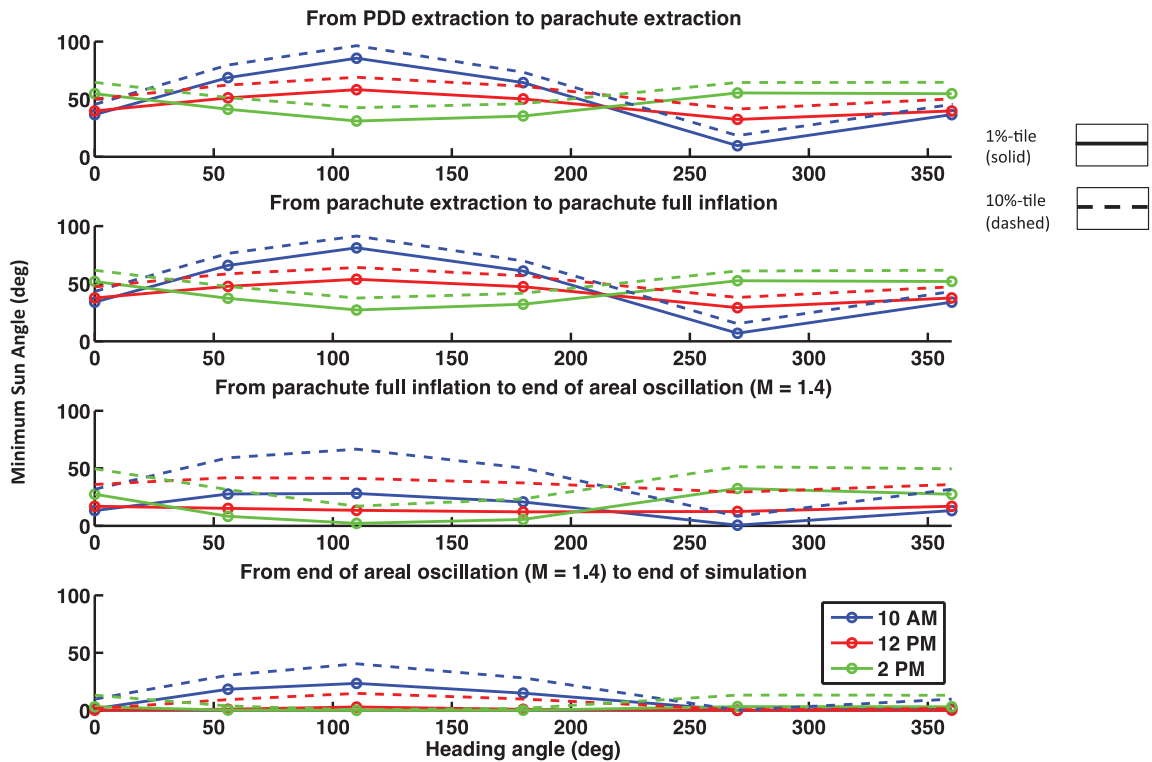 From PDD extraction to parachute extraction
100
50
0
0 50 100 150 200 250 300 350
From parachute extraction to parachute full inflation
100
50
0
0 50 100 150 200 250 300 350
From parachute full inflation to end of areal oscillation (M = 1.4)
100
50
0
0 50 100 150 200 250 300 350
From end of areal oscillation (M = 1.4) to end of simulation
100
50
0
0 50 100 150 200 250 300 350
Heading angle (deg)
Minimum Sun Angle (deg)
10 AM
12 PM
2 PM
1%-tile
(solid)
10%-tile
(dashed)